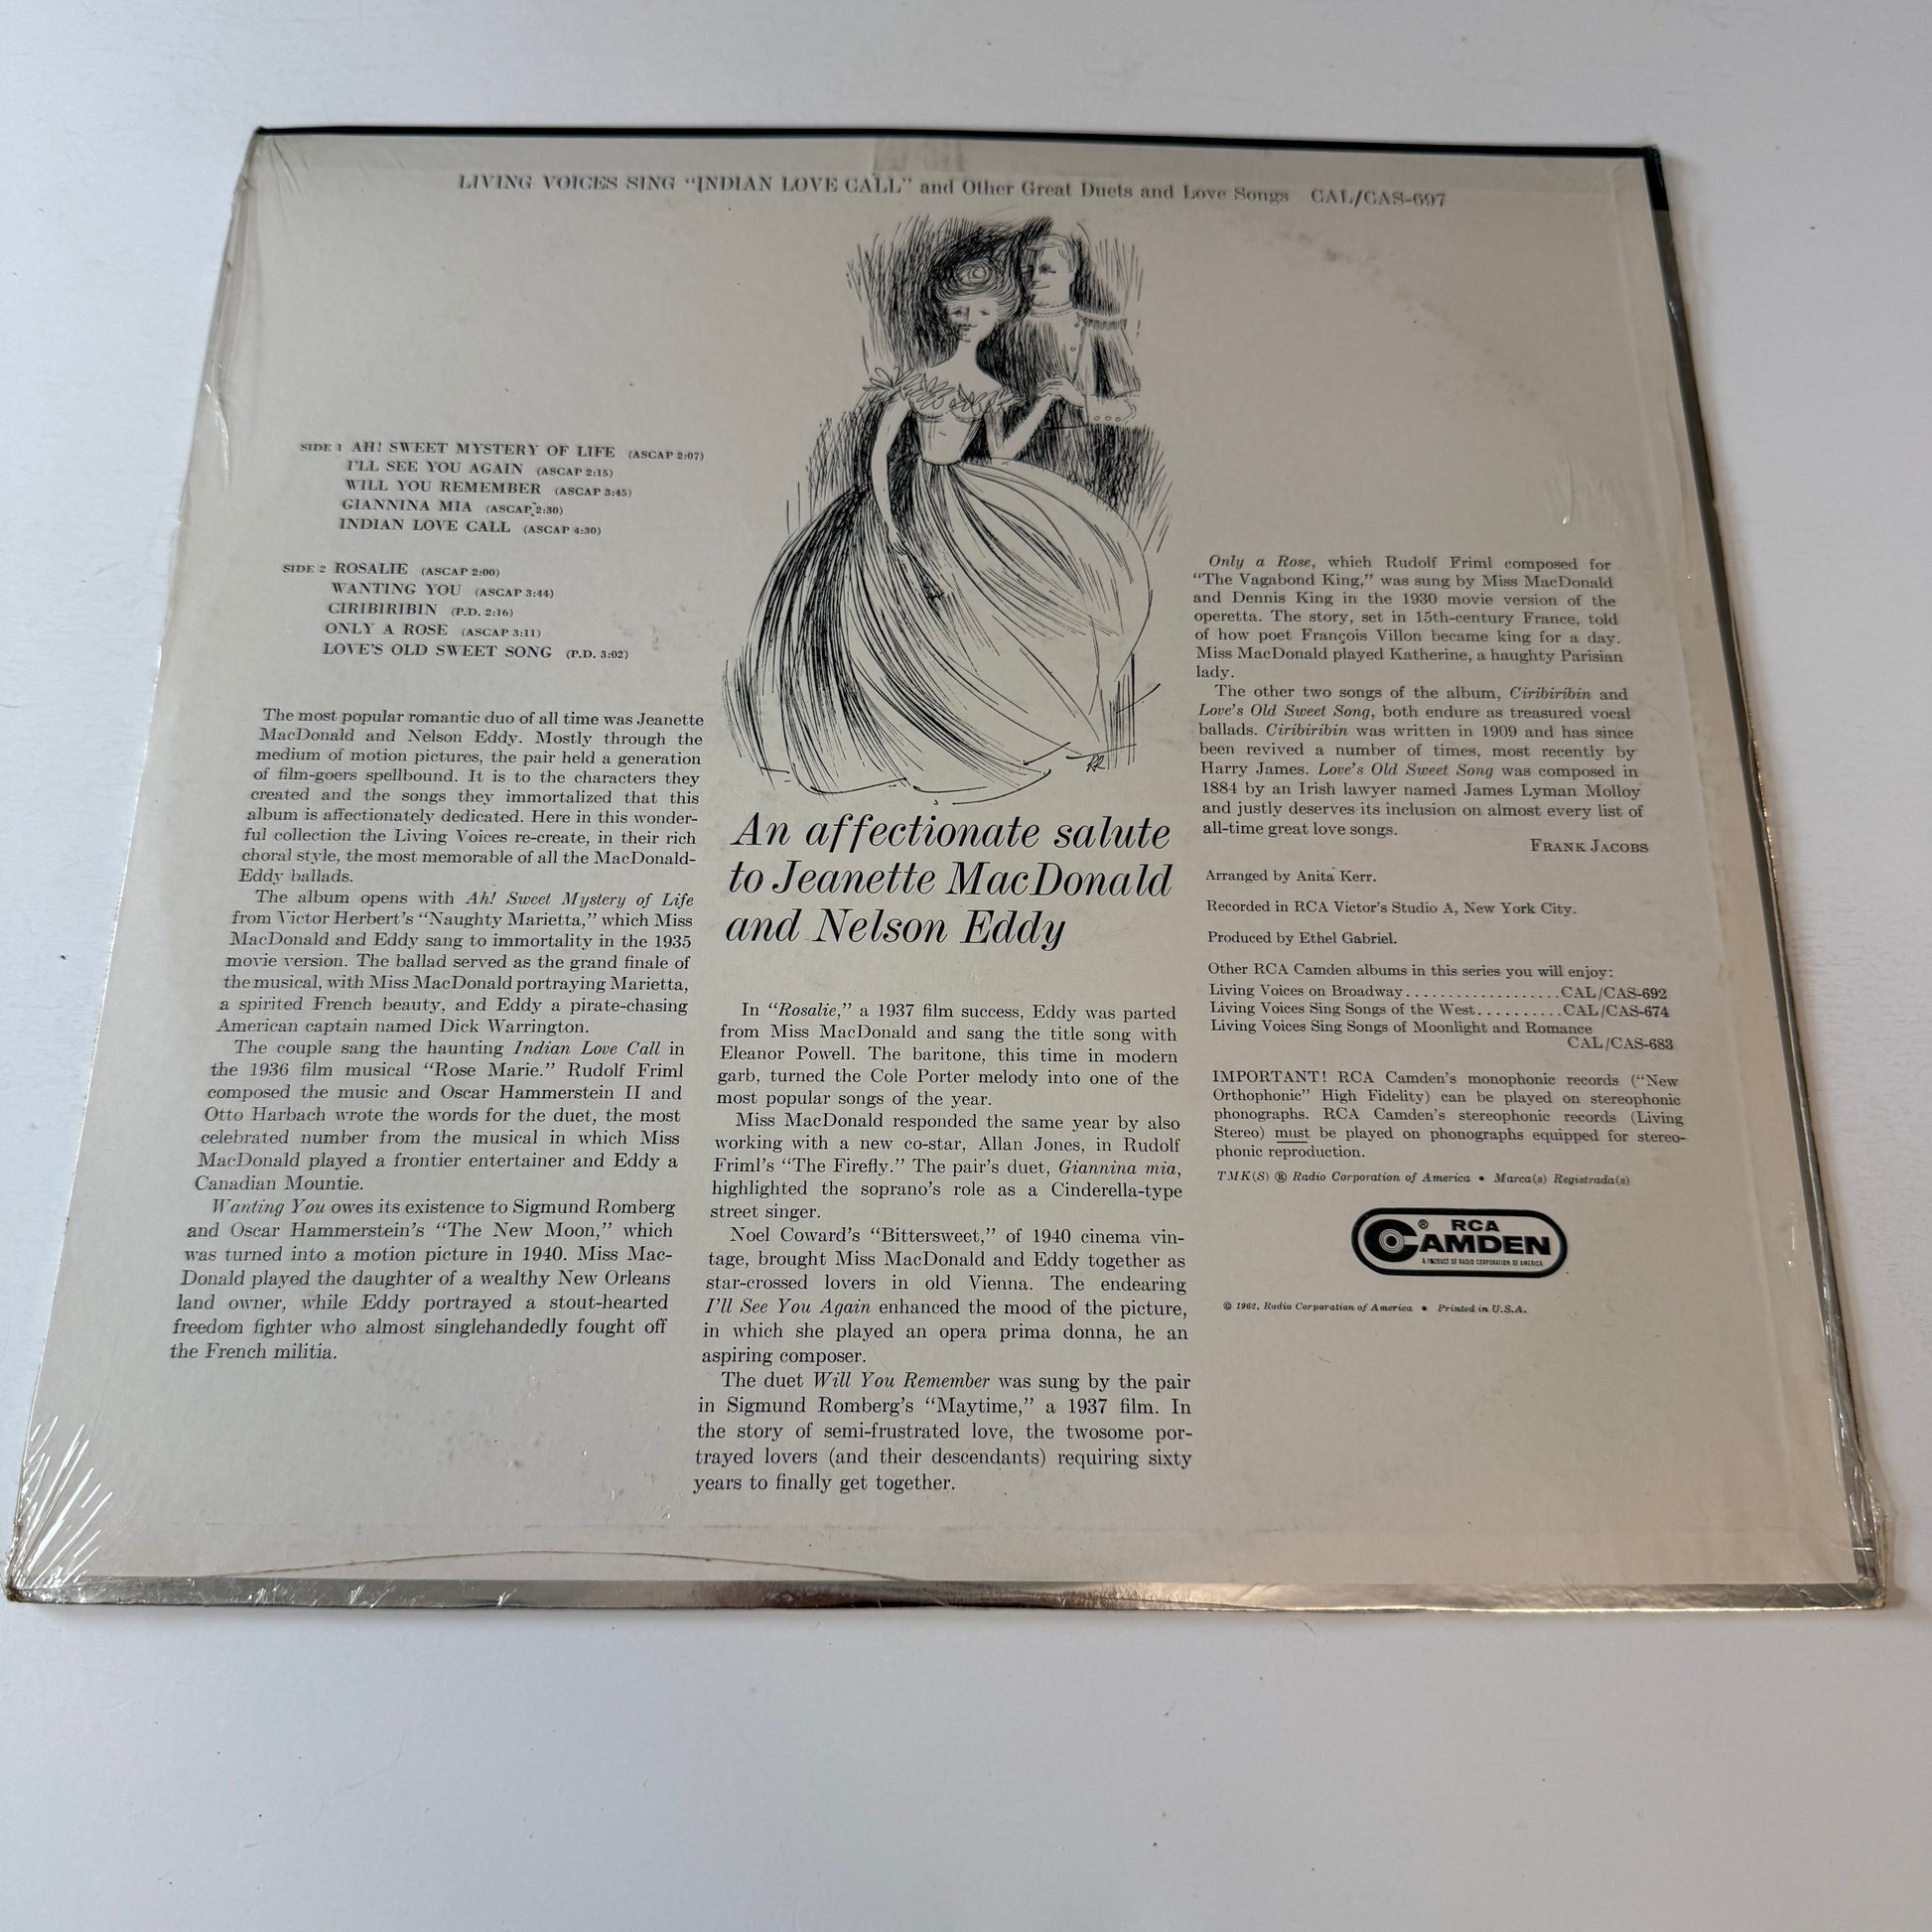 LIVING VOICES SING “INDIAN LOVE CALL” and Other Great Duets and Love Songs CAL/CAS-697
SIDE 1 AH! SWEET MYSTERY OF LIFE (ASCAP 2:07)
I'LL SEE YOU AGAIN (ASCAP 2:15)
WILL YOU REMEMBER (ASCAP 3:45)
GIANNINA MIA (ASCAP 2:30)
INDIAN LOVE CALL (ASCAP 4:30)
SIDE 2 ROSALIE (ASCAP 2:00)
WANTING YOU (ASCAP 3:44)
CIRIBIRIBIN (P.D. 2:16)
ONLY A ROSE (ASCAP 3:11)
LOVE'S OLD SWEET SONG (P.D. 3:02)
The most popular romantic duo of all time was Jeanette
MacDonald and Nelson Eddy. Mostly through the
medium of motion pictures, the pair held a generation
of film-goers spellbound. It is to the characters they
created and the songs they immortalized that this
album is affectionately dedicated. Here in this wonder-
ful collection the Living Voices re-create, in their rich
choral style, the most memorable of all the MacDonald-
Eddy ballads.
The album opens with Ah! Sweet Mystery of Life
from Victor Herbert's “Naughty Marietta,” which Miss
MacDonald and Eddy sang to immortality in the 1935
movie version. The ballad served as the grand finale of
the musical, with Miss MacDonald portraying Marietta,
a spirited French beauty, and Eddy a pirate-chasing
American captain named Dick Warrington.
The couple sang the haunting Indian Love Call in
the 1936 film musical “Rose Marie.” Rudolf Friml
composed the music and Oscar Hammerstein II and
Otto Harbach wrote the words for the duet, the most
celebrated number from the musical in which Miss
MacDonald played a frontier entertainer and Eddy a
Canadian Mountie.
Wanting You owes its existence to Sigmund Romberg
and Oscar Hammerstein's “The New Moon,” which
was turned into a motion picture in 1940. Miss Mac-
Donald played the daughter of a wealthy New Orleans
land owner, while Eddy portrayed a stout-hearted
freedom fighter who almost singlehandedly fought off
the French militia.
RR
An affectionate salute
to Jeanette MacDonald
and Nelson Eddy
In “Rosalie,” a 1937 film success, Eddy was parted
from Miss MacDonald and sang the title song with
Eleanor Powell. The baritone, this time in modern
garb, turned the Cole Porter melody into one of the
most popular songs of the year.
Miss MacDonald responded the same year by also
working with a new co-star, Allan Jones, in Rudolf
Friml's “The Firefly.” The pair's duet, Giannina mia,
highlighted the soprano's role as a Cinderella-type
street singer.
Noel Coward's “Bittersweet,” of 1940 cinema vin-
tage, brought Miss MacDonald and Eddy together as
star-crossed lovers in old Vienna. The endearing
I'll See You Again enhanced the mood of the picture,
in which she played an opera prima donna, he an
aspiring composer.
The duet Will You Remember was sung by the pair
in Sigmund Romberg's “Maytime,” a 1937 film. In
the story of semi-frustrated love, the twosome por-
trayed lovers (and their descendants) requiring sixty
years to finally get together.
Only a Rose, which Rudolf Friml composed for
“The Vagabond King,” was sung by Miss MacDonald
and Dennis King in the 1930 movie version of the
operetta. The story, set in 15th-century France, told
of how poet François Villon became king for a day.
Miss MacDonald played Katherine, a haughty Parisian
lady.
The other two songs of the album, Ciribiribin and
Love's Old Sweet Song, both endure as treasured vocal
ballads. Ciribiribin was written in 1909 and has since
been revived a number of times, most recently by
Harry James. Love's Old Sweet Song was composed in
1884 by an Irish lawyer named James Lyman Molloy
and justly deserves its inclusion on almost every list of
all-time great love songs.
FRANK JACOBS
Arranged by Anita Kerr.
Recorded in RCA Victor's Studio A, New York City.
Produced by Ethel Gabriel.
Other RCA Camden albums in this series you will enjoy:
Living Voices on Broadway...................CAL/CAS-692
Living Voices Sing Songs of the West..........CAL/CAS-674
Living Voices Sing Songs of Moonlight and Romance
CAL/CAS-683
IMPORTANT! RCA Camden's monophonic records (“New
Orthophonic” High Fidelity) can be played on stereophonic
phonographs. RCA Camden's stereophonic records (Living
Stereo) must be played on phonographs equipped for stereo-
phonic reproduction.
TMK(S) ® Radio Corporation of America • Marca(s) Registrada(s)
® RCA
CAMDEN
A PRODUCT OF RADIO CORPORATION OF AMERICA
© 1962, Radio Corporation of America • Printed in U.S.A.